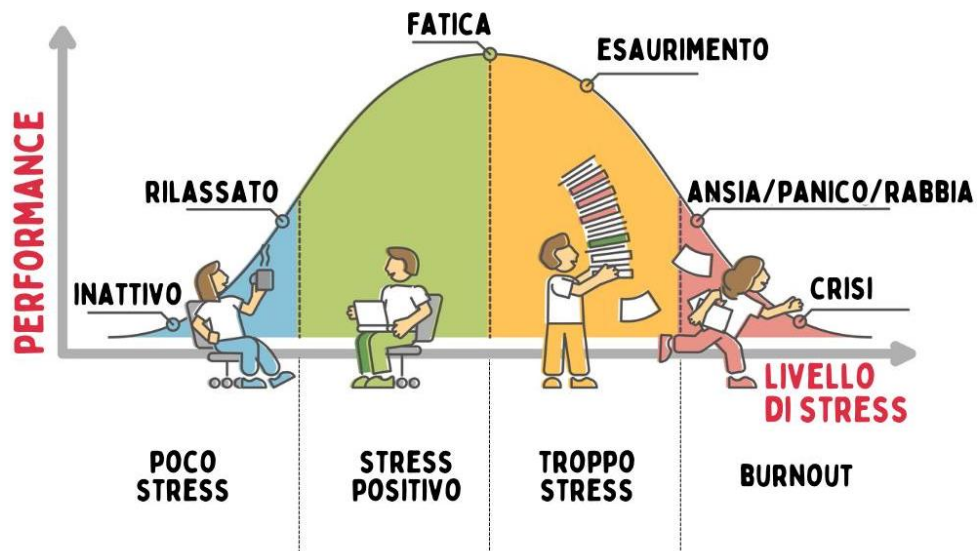 FATICA
ESAURIMENTO
PERFORMANCE
RILASSATO
ANSIA/PANICO/RABBIA
INATTIVO
CRISI
LIVELLO
DI STRESS
POCO
STRESS
STRESS
POSITIVO
TROPPO
STRESS
BURNOUT